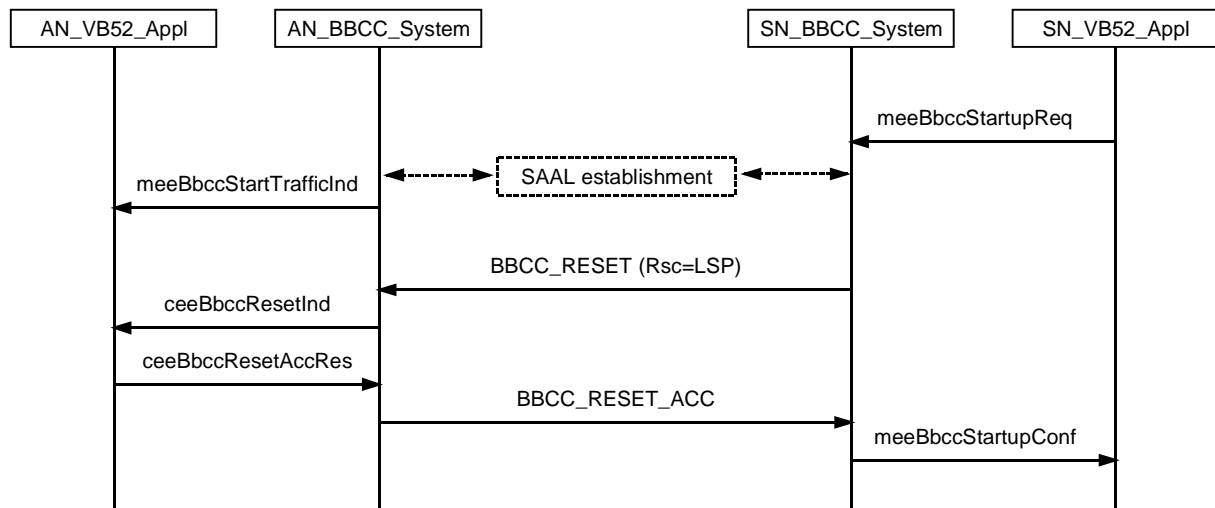 AN_VB52_Appl
AN_BBCC_System
SN_BBCC_System
SN_VB52_Appl
meeBbccStartupReq
SAAL establishment
meeBbccStartTrafficInd
BBCC_RESET (Rsc=LSP)
ceeBbccResetInd
ceeBbccResetAccRes
BBCC_RESET_ACC
meeBbccStartupConf